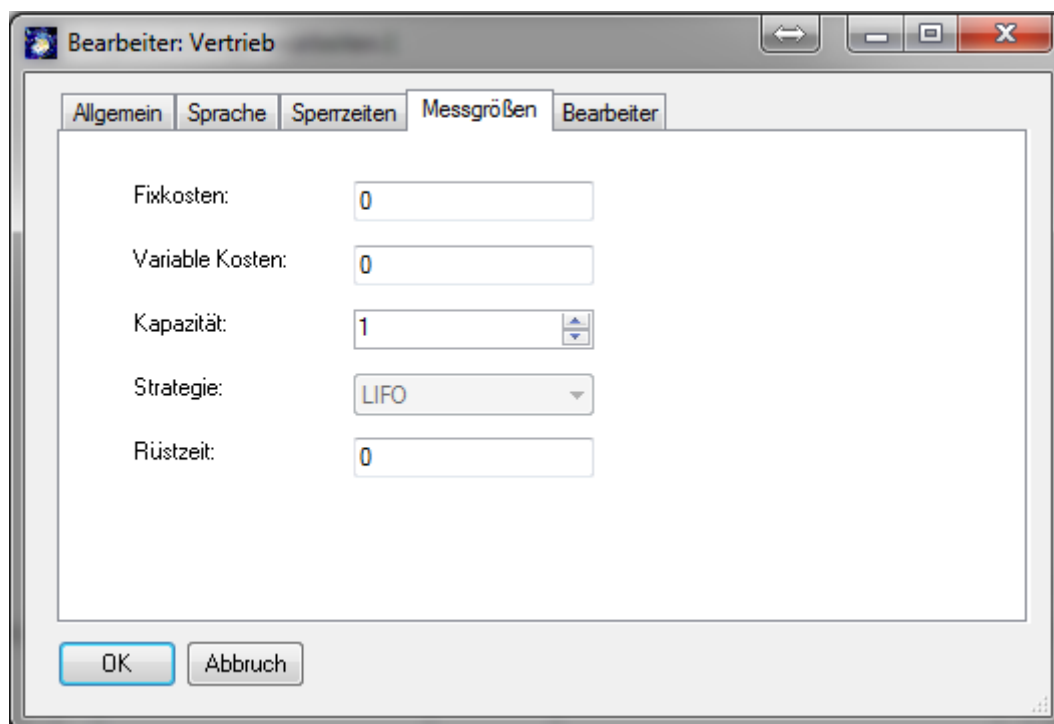 Bearbeiter: Vertrieb
Allgemein Sprache Sperrzeiten Messgrößen Bearbeiter
Fixkosten: 0
Variable Kosten: 0
Kapazität: 1
Strategie: LIFO
Rüstzeit: 0
OK Abbruch